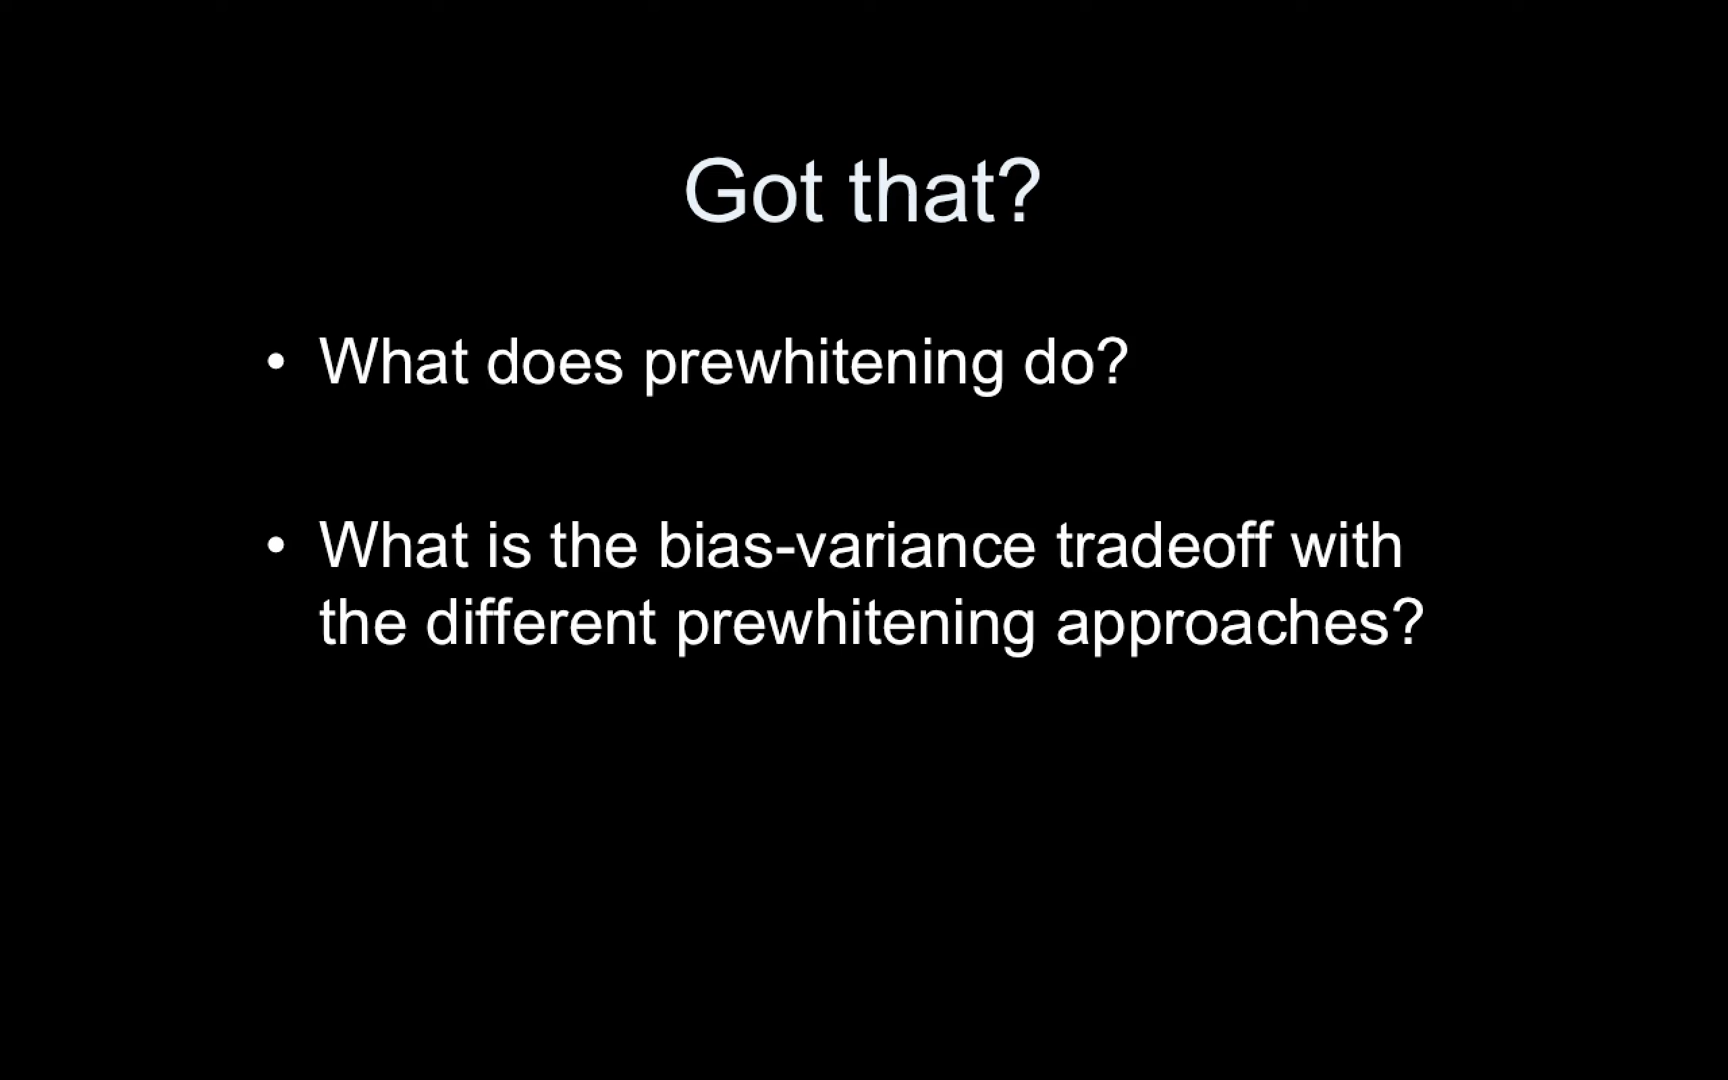 Got that?
• What does prewhitening do?
• What is the bias-variance tradeoff with
the different prewhitening approaches?